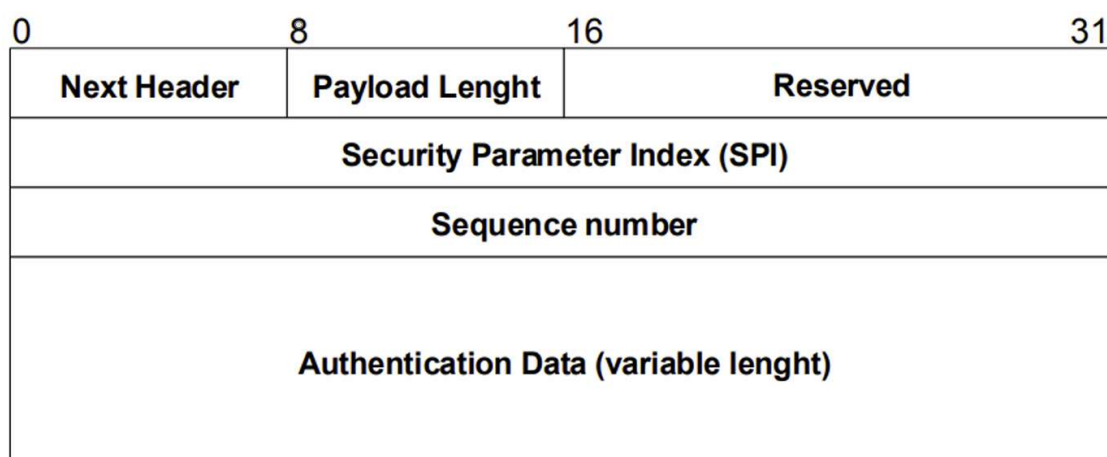 0 8 16 31
Next Header Payload Lenght Reserved
Security Parameter Index (SPI)
Sequence number
Authentication Data (variable lenght)